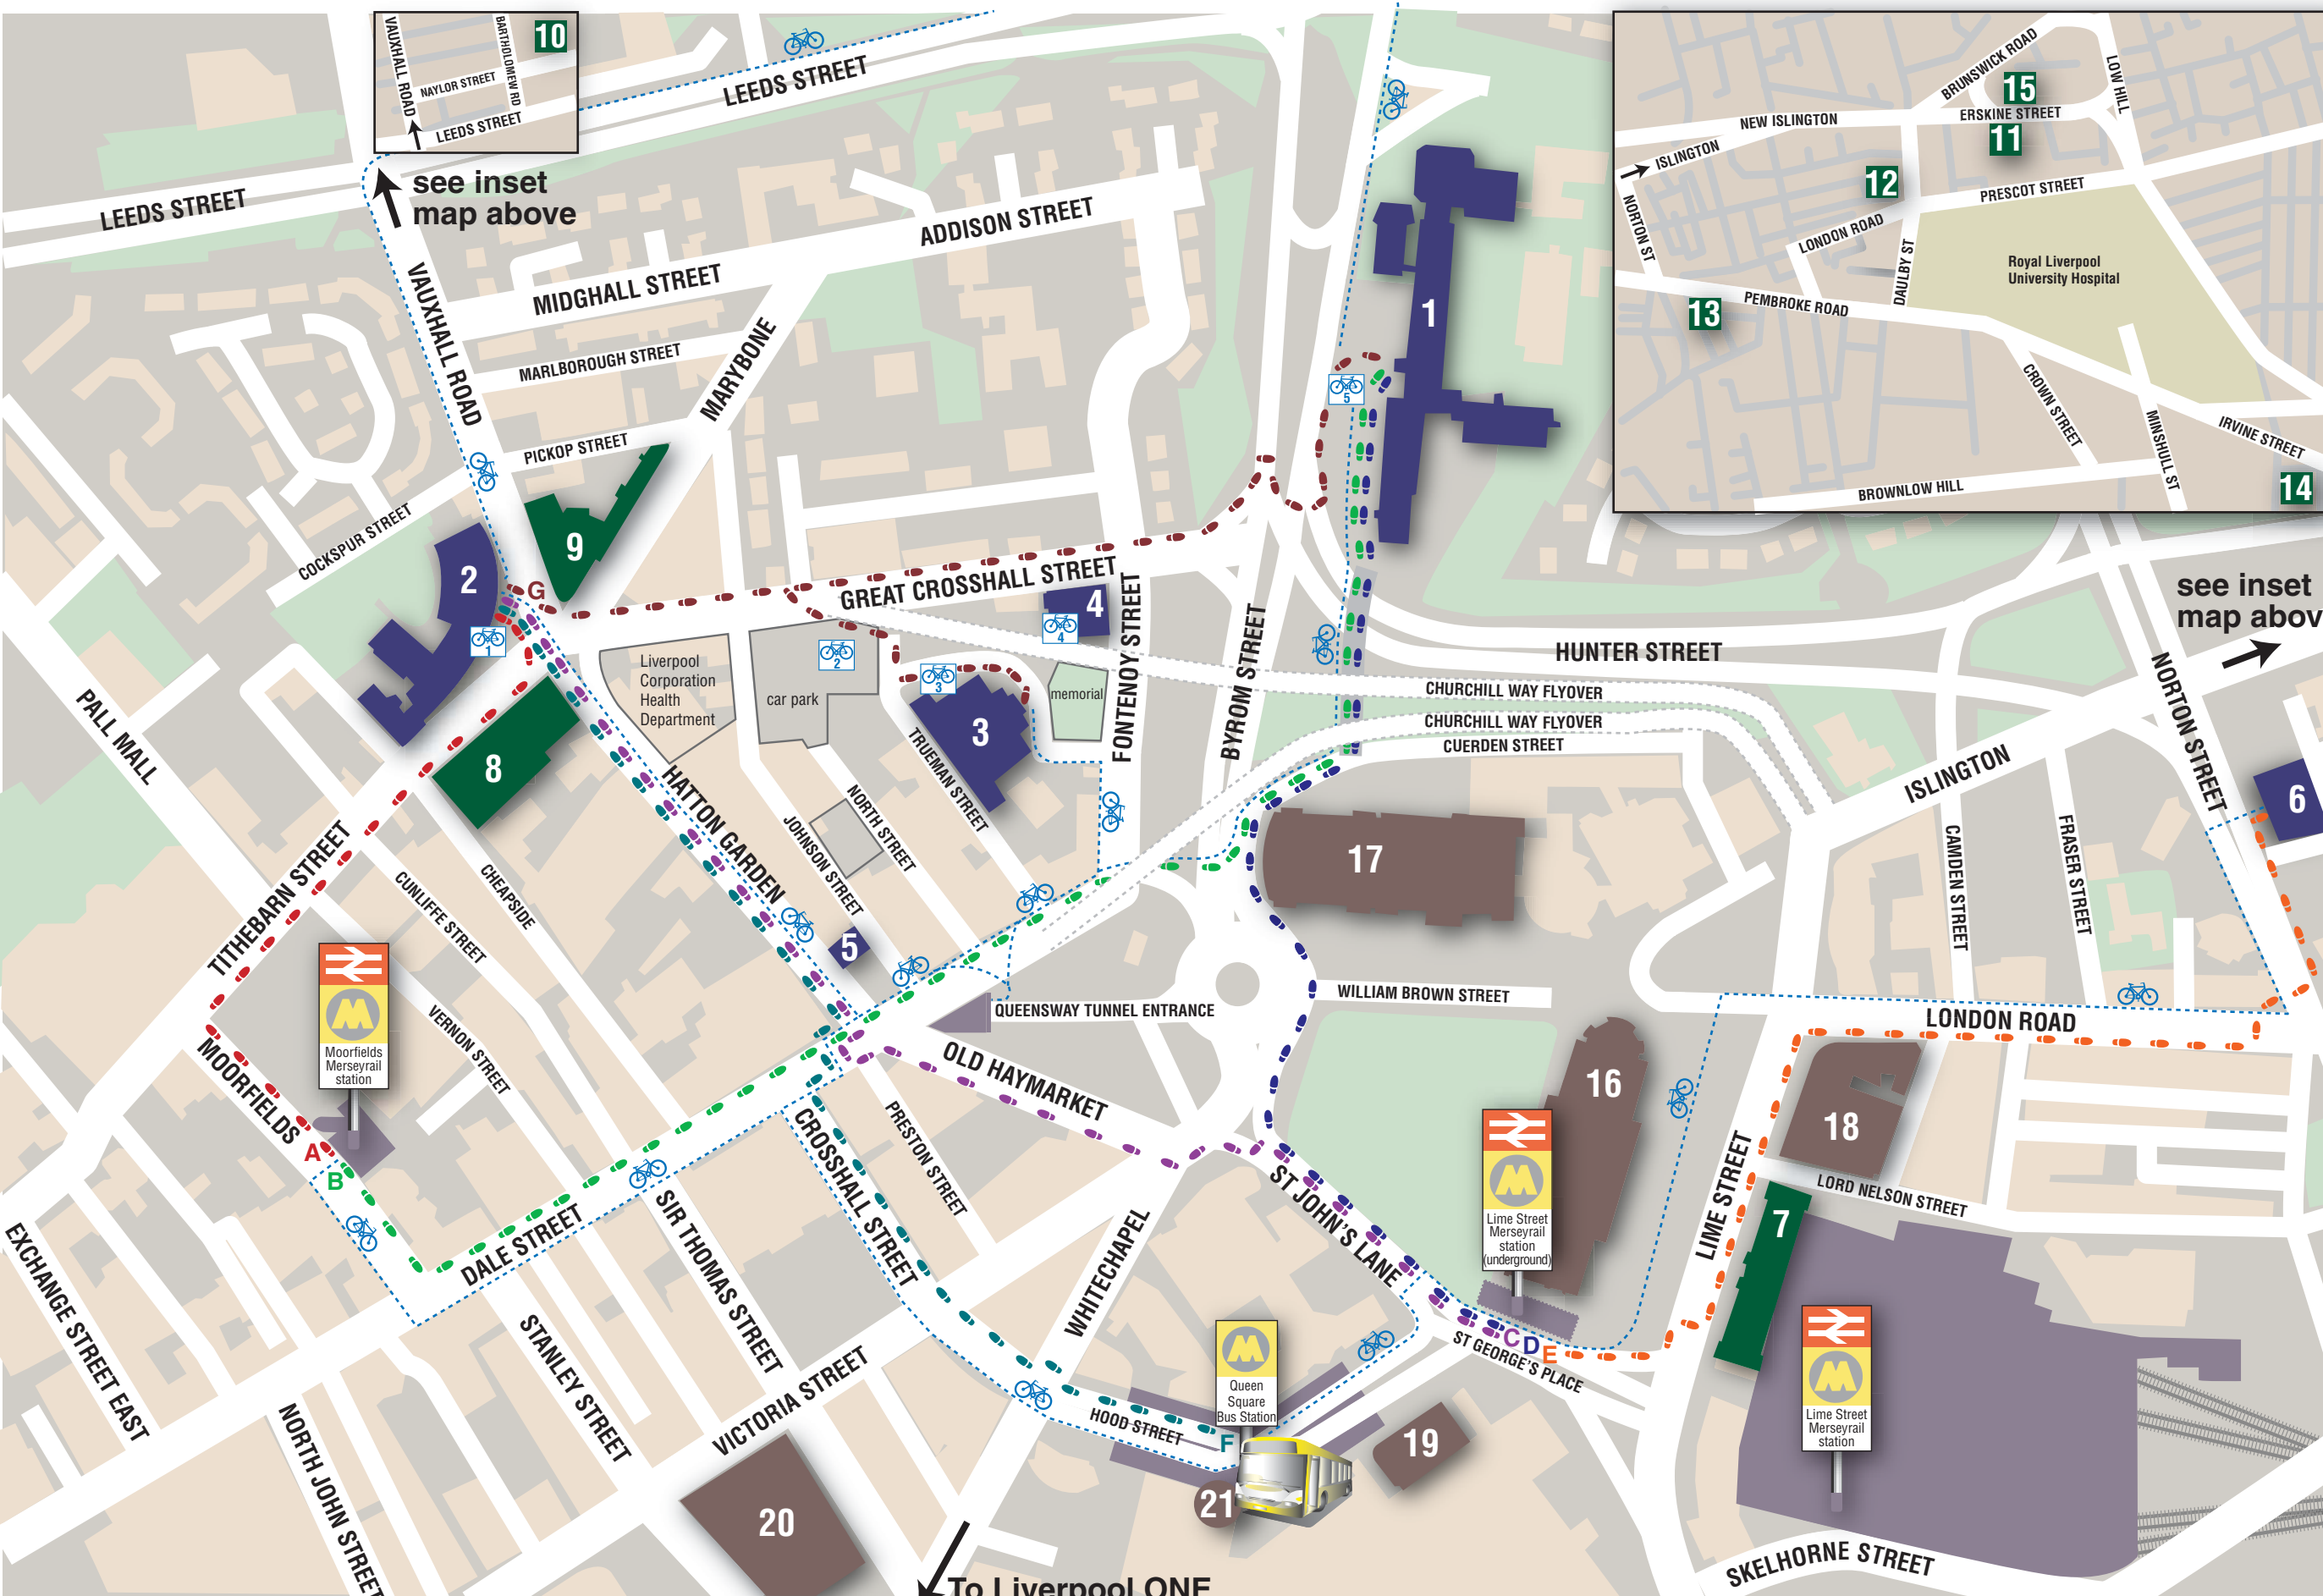 VAUXHALL ROAD
BARTHOLOMEW RD
10
NAYLOR STREET
LEEDS STREET
LEEDS STREET
see inset
map above
LEEDS STREET
ADDISON STREET
MIDGHALL STREET
VAUXHALL ROAD
MARLBOROUGH STREET
MARYBONE
PICKOP STREET
COCKSPUR STREET
BRUNSWICK ROAD
LOW HILL
15
NEW ISLINGTON
ERSKINE STREET
11
ISLINGTON
12
PRESCOT STREET
NORTON ST
LONDON ROAD
DAULBY ST
Royal Liverpool
University Hospital
13
PEMBROKE ROAD
CROWN STREET
MINSHULL ST
IRVINE STREET
BROWNLOW HILL
14
1
5
2
9
G
1
GREAT CROSSHALL STREET
4
4
FONTENOY STREET
BYROM STREET
HUNTER STREET
see inset
map abov
CHURCHILL WAY FLYOVER
CHURCHILL WAY FLYOVER
CUERDEN STREET
Liverpool
Corporation
Health
Department
car park
2
3
3
memorial
TRUEMAN STREET
PALL MALL
8
HATTON GARDEN
NORTH STREET
JOHNSON STREET
ISLINGTON
NORTON STREET
6
CAMDEN STREET
FRASER STREET
TITHEBARN STREET
CUNLIFFE STREET
CHEAPSIDE
17
5
Moorfields
Merseyrail
station
VERNON STREET
QUEENSWAY TUNNEL ENTRANCE
WILLIAM BROWN STREET
LONDON ROAD
MOORFIELDS
OLD HAYMARKET
A
B
CROSSHALL STREET
PRESTON STREET
16
18
LORD NELSON STREET
LIME STREET
7
ST JOHN'S LANE
Lime Street
Merseyrail
station
(underground)
EXCHANGE STREET EAST
DALE STREET
SIR THOMAS STREET
WHITECHAPEL
STANLEY STREET
C
D
E
ST GEORGE'S PLACE
VICTORIA STREET
Queen
Square
Bus Station
HOOD STREET
F
19
Lime Street
Merseyrail
station
NORTH JOHN STREET
20
21
SKELHORNE STREET
To Liverpool ONE